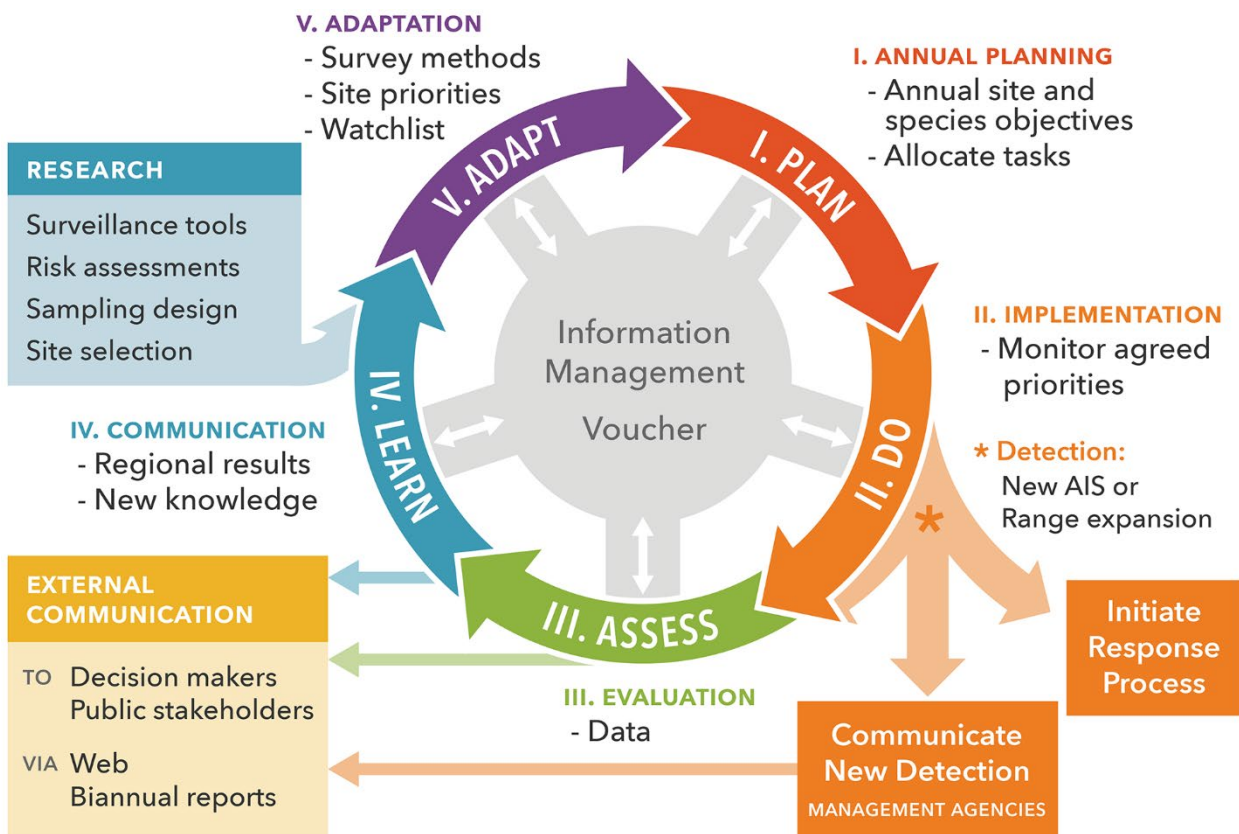 V. ADAPTATION
- Survey methods
- Site priorities
- Watchlist
I. ANNUAL PLANNING
- Annual site and
species objectives
- Allocate tasks
RESEARCH
Surveillance tools
Risk assessments
Sampling design
Site selection
V. ADAPT
I. PLAN
II. DO
III. ASSESS
IV. LEARN
Information
Management
Voucher
II. IMPLEMENTATION
- Monitor agreed
priorities
* Detection:
New AIS or
Range expansion
*
IV. COMMUNICATION
- Regional results
- New knowledge
EXTERNAL
COMMUNICATION
TO Decision makers
Public stakeholders
VIA Web
Biannual reports
III. EVALUATION
- Data
Communicate
New Detection
MANAGEMENT AGENCIES
Initiate
Response
Process